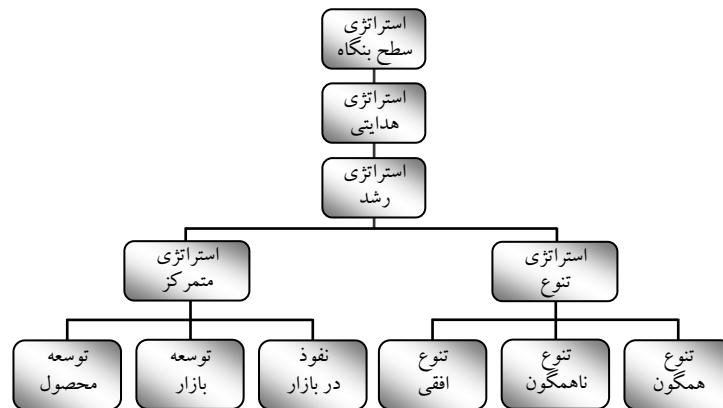 استراتژی
سطح بنگاه
استراتژی
هدایتی
استراتژی
رشد
استراتژی
تنوع
استراتژی
متمرکز
تنوع
همگون
تنوع
ناهمگون
تنوع
افقی
نفوذ
در بازار
توسعه
بازار
توسعه
محصول